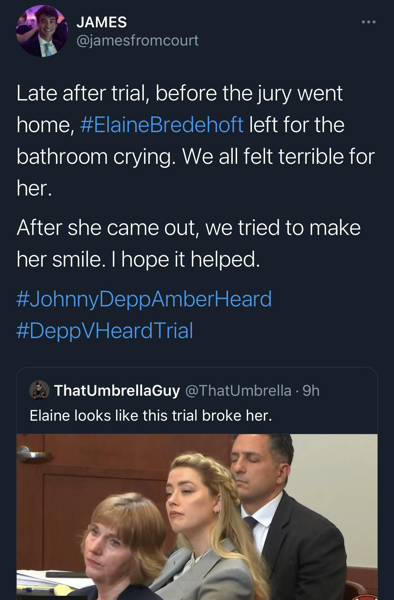 JAMES
@jamesfromcourt
Late after trial, before the jury went
home, #ElaineBredehoft left for the
bathroom crying. We all felt terrible for
her.
After she came out, we tried to make
her smile. I hope it helped.
#JohnnyDeppAmberHeard
#DeppVHeardTrial
ThatUmbrellaGuy @ThatUmbrella · 9h
Elaine looks like this trial broke her.